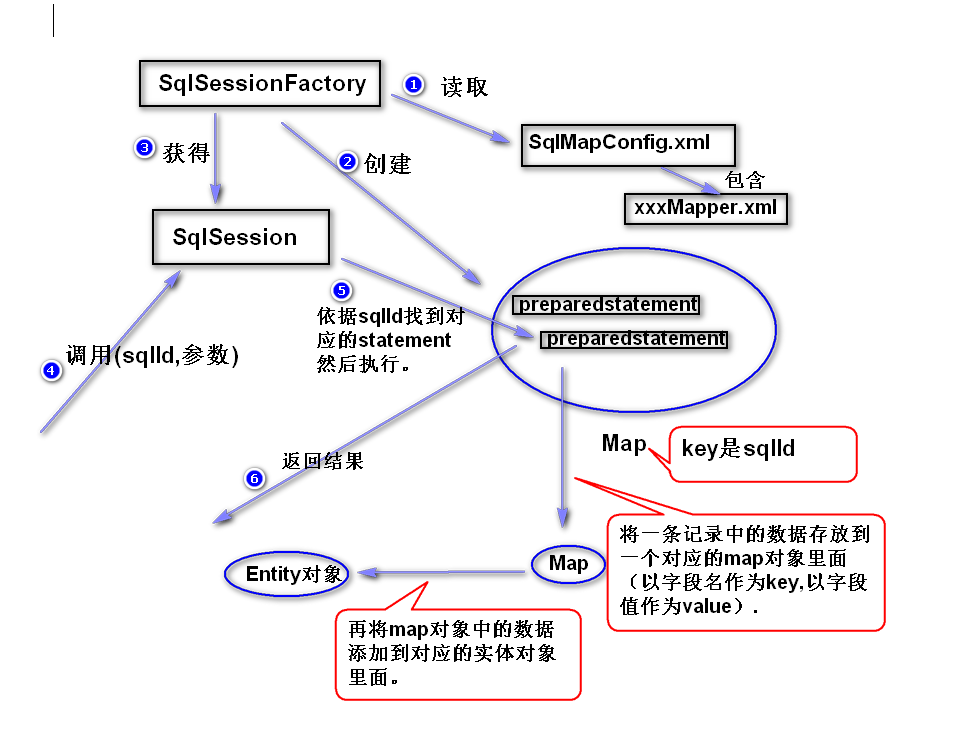 SqlSessionFactory
1 读取
SqlMapConfig.xml
3 获得
2 创建
包含
xxxMapper.xml
SqlSession
5
preparedstatement
依据sqlId找到对
应的statement
然后执行。
preparedstatement
4 调用(sqlId,参数)
Map
key是sqlId
6 返回结果
将一条记录中的数据存放到
一个对应的map对象里面
（以字段名作为key,以字段
值作为value）.
Map
Entity对象
再将map对象中的数据
添加到对应的实体对象
里面。